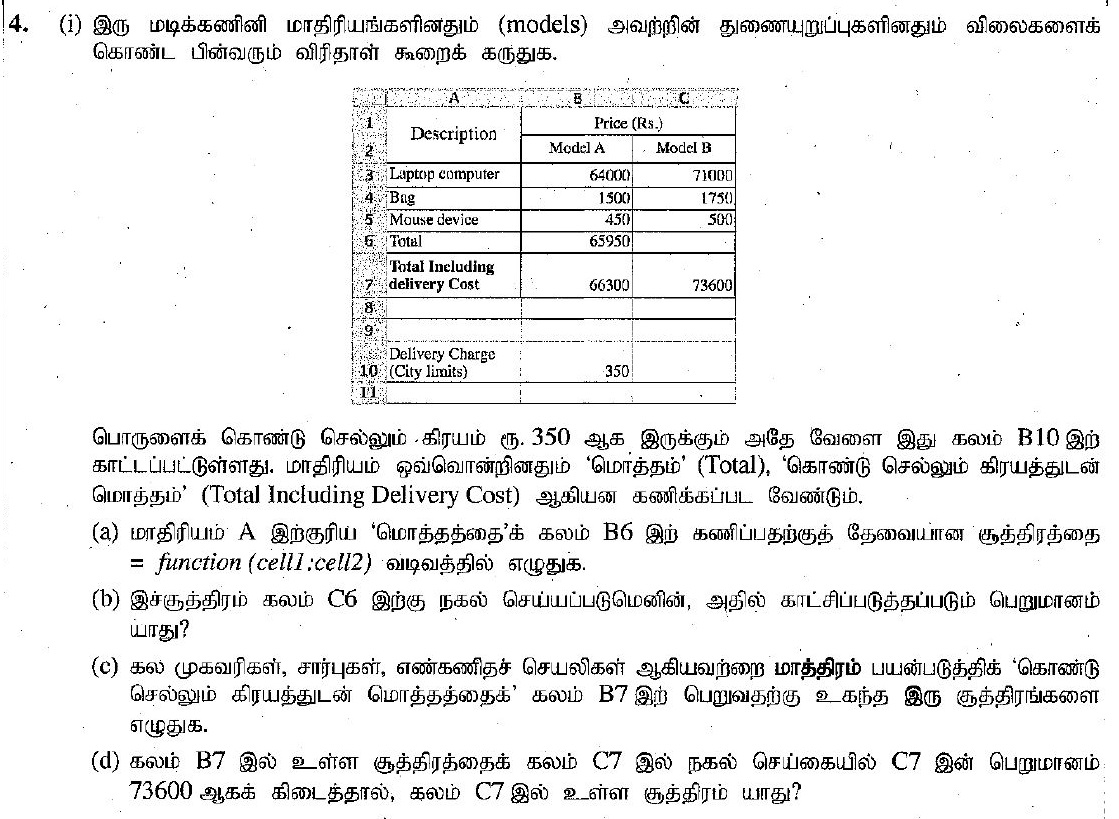 4. (i) இரு மடிக்கணினி மாதிரியங்களினதும் (models) அவற்றின் துணையுறுப்புகளினதும் விலைகளைக்
கொண்ட பின்வரும் விரிதாள் கூறைக் கருதுக.
A B C
1 Description Price (Rs.)
2 Model A Model B
3 Laptop computer 64000 71000
4 Bag 1500 1750
5 Mouse device 450 500
6 Total 65950
Total Including
7 delivery Cost 66300 73600
8
9
Delivery Charge
10 (City limits) 350
11
பொருளைக் கொண்டு செல்லும் கிரயம் ரூ. 350 ஆக இருக்கும் அதே வேளை இது கலம் B10 இற்
காட்டப்பட்டுள்ளது. மாதிரியம் ஒவ்வொன்றினதும் ‘மொத்தம்’ (Total), ‘கொண்டு செல்லும் கிரயத்துடன்
மொத்தம்’ (Total Including Delivery Cost) ஆகியன கணிக்கப்பட வேண்டும்.
(a) மாதிரியம் A இற்குரிய ‘மொத்தத்தை’க் கலம் B6 இற் கணிப்பதற்குத் தேவையான சூத்திரத்தை
= function (cell1:cell2) வடிவத்தில் எழுதுக.
(b) இச்சூத்திரம் கலம் C6 இற்கு நகல் செய்யப்படுமெனின், அதில் காட்சிப்படுத்தப்படும் பெறுமானம்
யாது?
(c) கல முகவரிகள், சார்புகள், எண்கணிதச் செயலிகள் ஆகியவற்றை மாத்திரம் பயன்படுத்திக் ‘கொண்டு
செல்லும் கிரயத்துடன் மொத்தத்தைக்’ கலம் B7 இற் பெறுவதற்கு உகந்த இரு சூத்திரங்களை
எழுதுக.
(d) கலம் B7 இல் உள்ள சூத்திரத்தைக் கலம் C7 இல் நகல் செய்கையில் C7 இன் பெறுமானம்
73600 ஆகக் கிடைத்தால், கலம் C7 இல் உள்ள சூத்திரம் யாது?